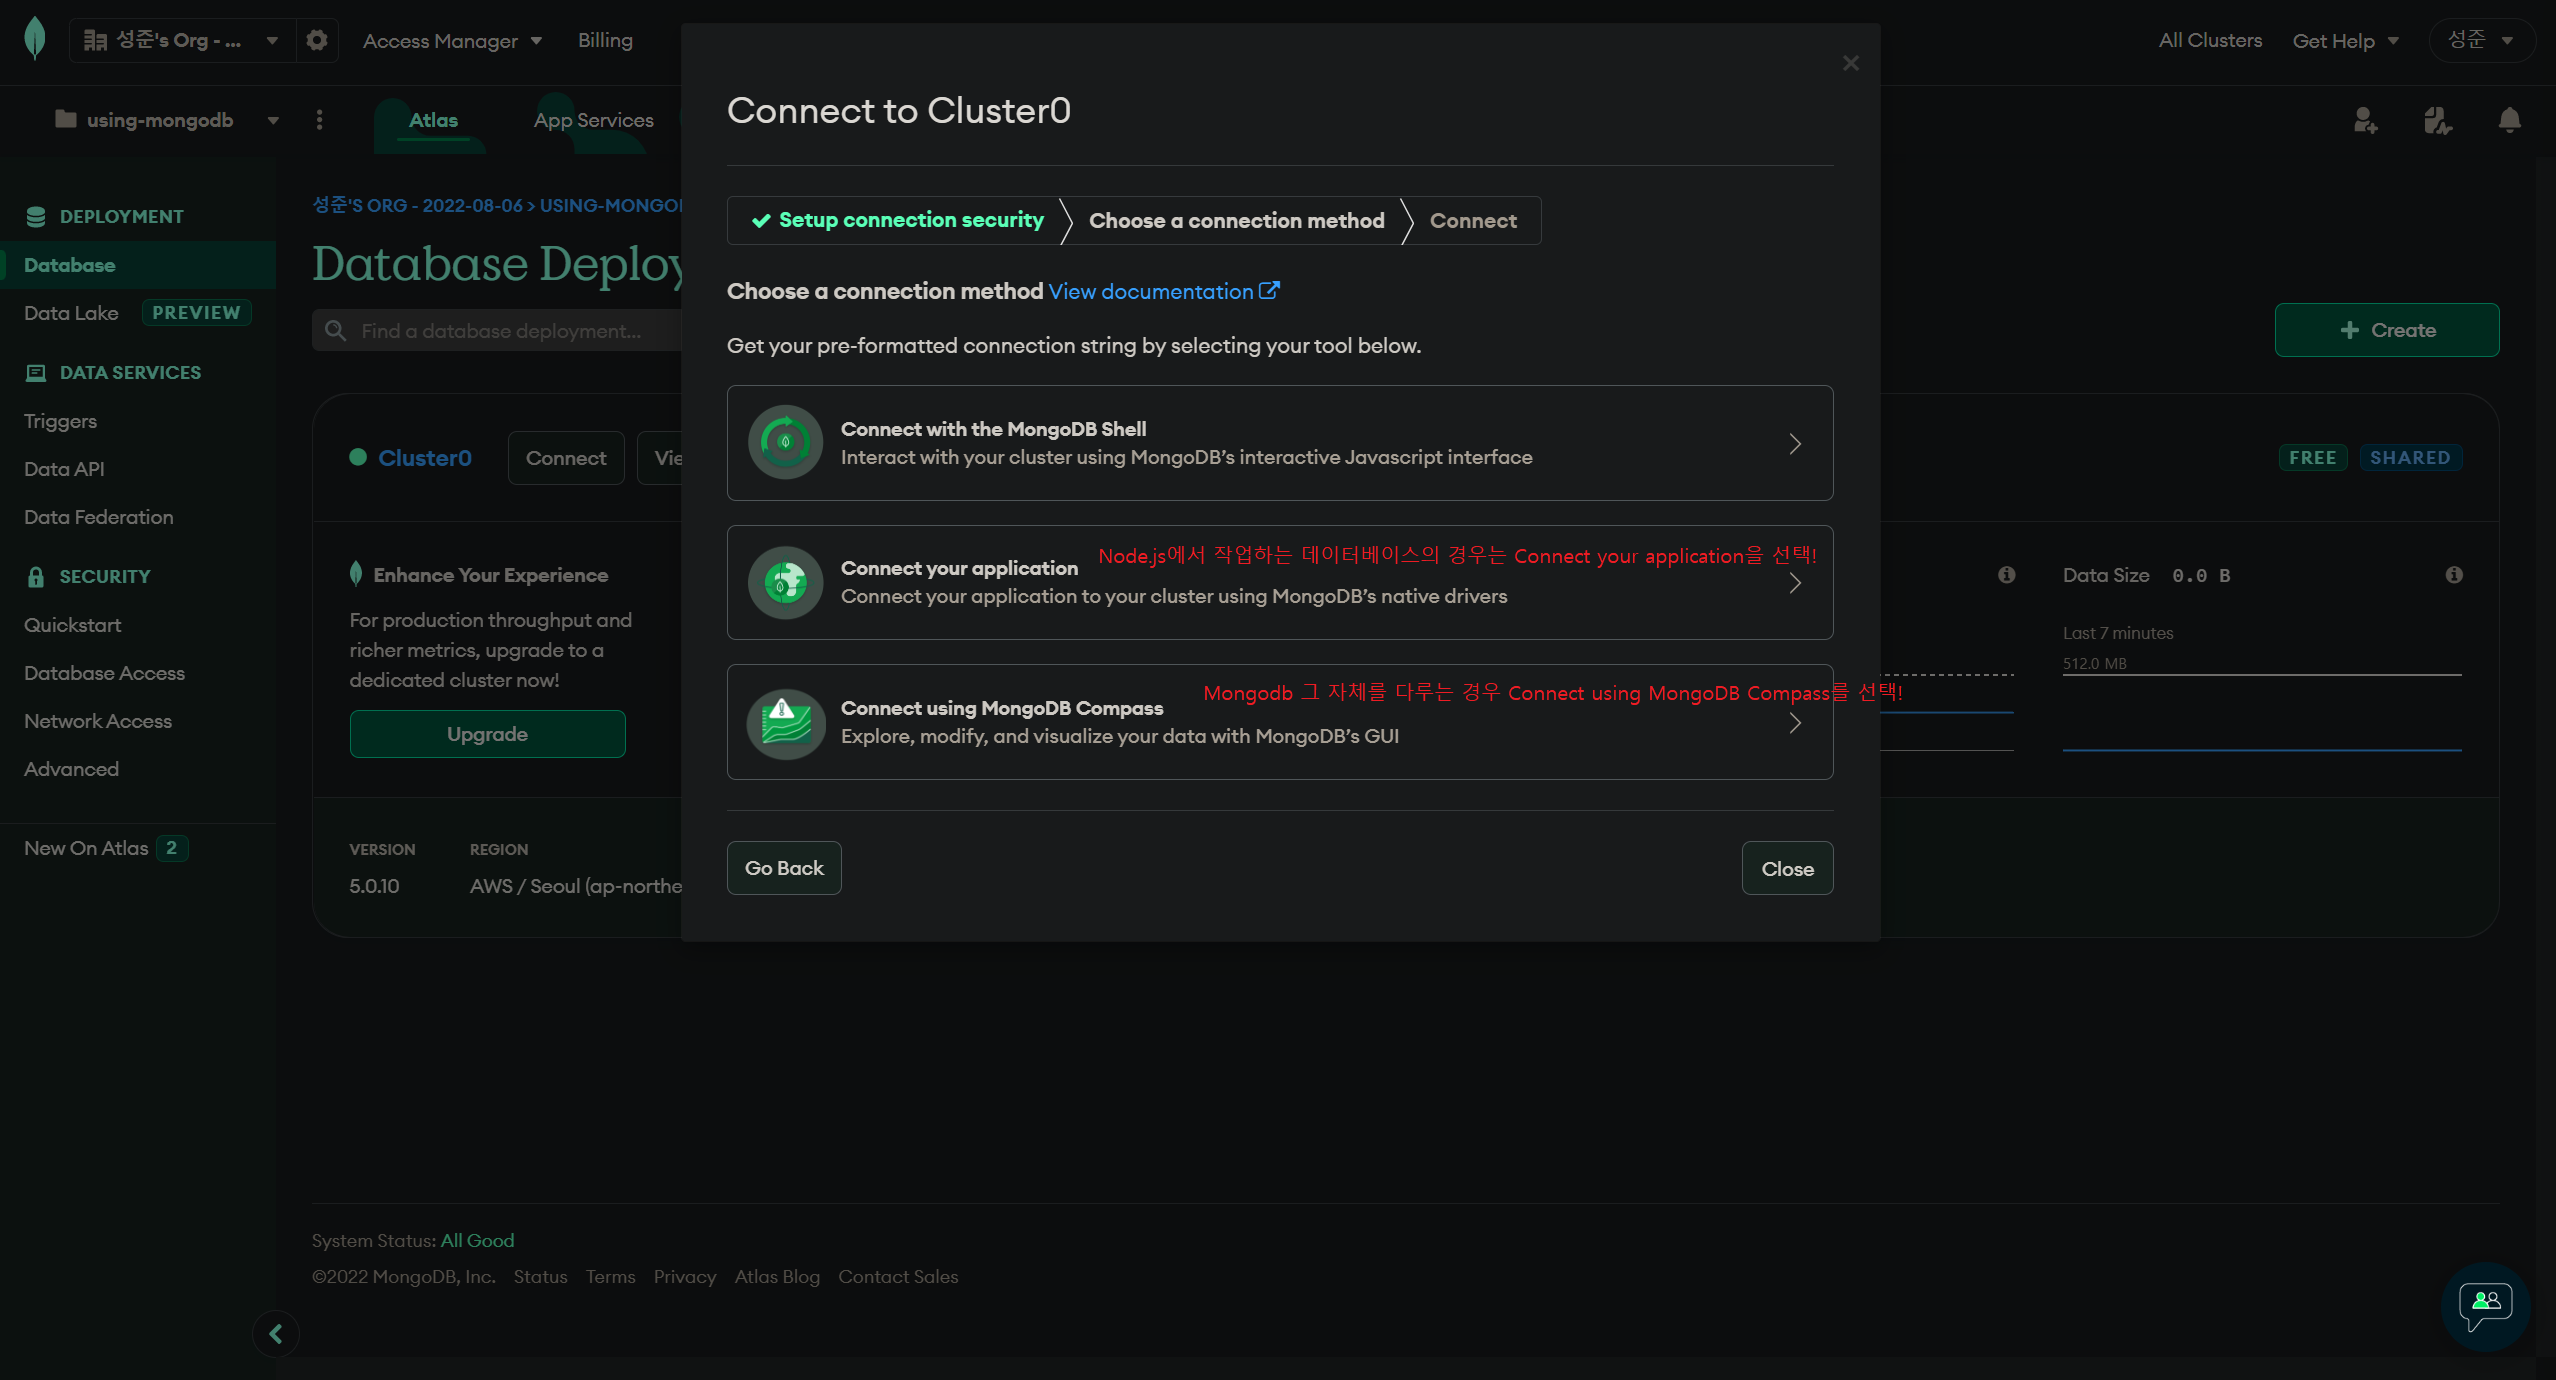 성준's Org - ...
Access Manager
Billing
All Clusters
Get Help
성준
using-mongodb
Atlas
App Services
DEPLOYMENT
Database
Data Lake PREVIEW
DATA SERVICES
Triggers
Data API
Data Federation
SECURITY
Quickstart
Database Access
Network Access
Advanced
New On Atlas 2
성준'S ORG - 2022-08-06 > USING-MONGO
Database Deploy
Find a database deployment...
+ Create
Cluster0
Connect
Vie
FREE
SHARED
Enhance Your Experience
For production throughput and
richer metrics, upgrade to a
dedicated cluster now!
Upgrade
Data Size 0.0 B
Last 7 minutes
512.0 MB
VERSION
5.0.10
REGION
AWS / Seoul (ap-northe
Connect to Cluster0
Setup connection security
Choose a connection method
Connect
Choose a connection method View documentation
Get your pre-formatted connection string by selecting your tool below.
Connect with the MongoDB Shell
Interact with your cluster using MongoDB’s interactive Javascript interface
Node.js에서 작업하는 데이터베이스의 경우는 Connect your application을 선택!
Connect your application
Connect your application to your cluster using MongoDB’s native drivers
Mongodb 그 자체를 다루는 경우 Connect using MongoDB Compass를 선택!
Connect using MongoDB Compass
Explore, modify, and visualize your data with MongoDB’s GUI
Go Back
Close
System Status: All Good
©2022 MongoDB, Inc. Status Terms Privacy Atlas Blog Contact Sales